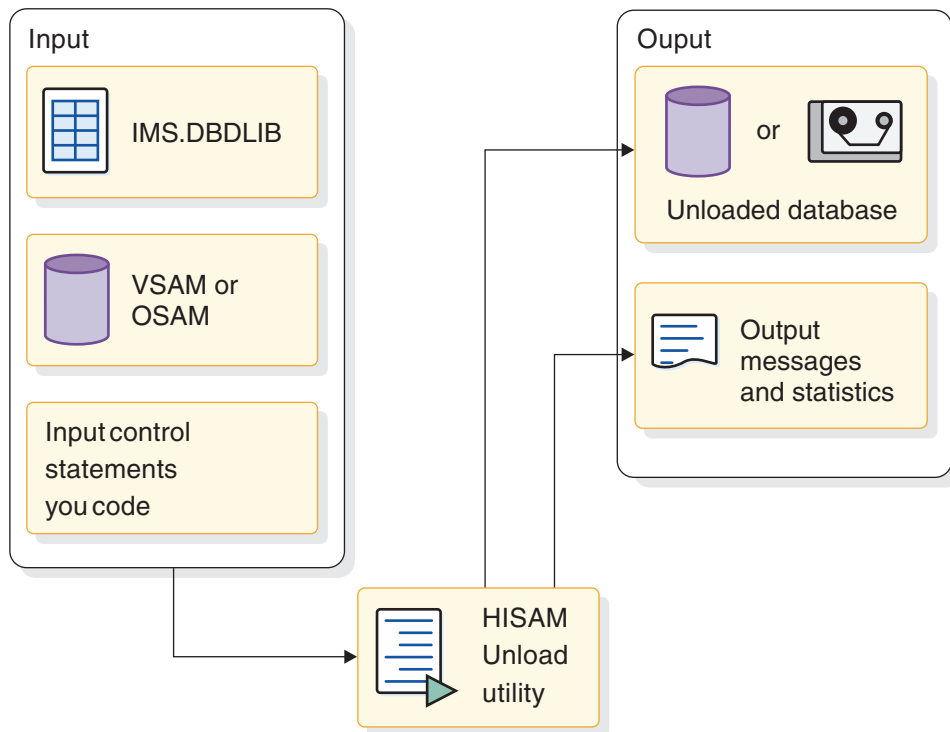 Input
IMS.DBDLIB
VSAM or
OSAM
Input control
statements
you code
HISAM
Unload
utility
Ouput
or
Unloaded database
Output
messages
and statistics